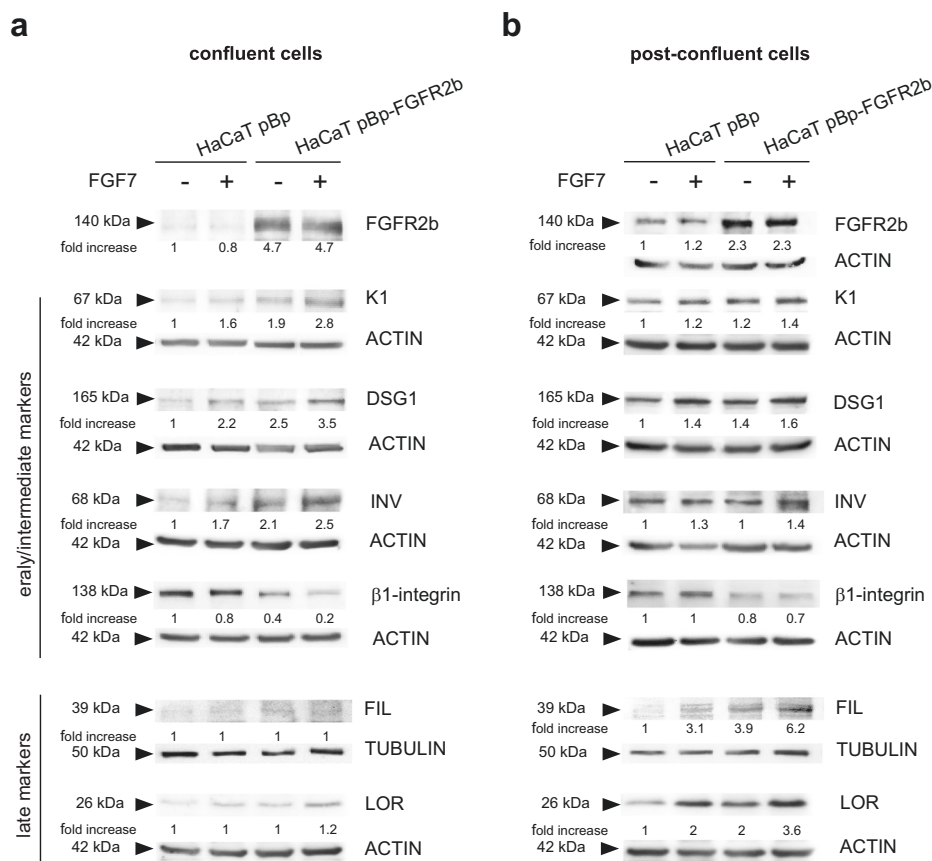 a
confluent cells
HaCaT pBp
HaCaT pBp-FGFR2b
FGF7 - + - +
140 kDa FGFR2b
fold increase 1 0.8 4.7 4.7
eraly/intermediate markers
67 kDa K1
fold increase 1 1.6 1.9 2.8
42 kDa ACTIN
165 kDa DSG1
fold increase 1 2.2 2.5 3.5
42 kDa ACTIN
68 kDa INV
fold increase 1 1.7 2.1 2.5
42 kDa ACTIN
138 kDa β1-integrin
fold increase 1 0.8 0.4 0.2
42 kDa ACTIN
late markers
39 kDa FIL
fold increase 1 1 1 1
50 kDa TUBULIN
26 kDa LOR
fold increase 1 1 1 1.2
42 kDa ACTIN
b
post-confluent cells
HaCaT pBp
HaCaT pBp-FGFR2b
FGF7 - + - +
140 kDa FGFR2b
fold increase 1 1.2 2.3 2.3
ACTIN
67 kDa K1
fold increase 1 1.2 1.2 1.4
42 kDa ACTIN
165 kDa DSG1
fold increase 1 1.4 1.4 1.6
42 kDa ACTIN
68 kDa INV
fold increase 1 1.3 1 1.4
42 kDa ACTIN
138 kDa β1-integrin
fold increase 1 1 0.8 0.7
42 kDa ACTIN
39 kDa FIL
fold increase 1 3.1 3.9 6.2
50 kDa TUBULIN
26 kDa LOR
fold increase 1 2 2 3.6
42 kDa ACTIN